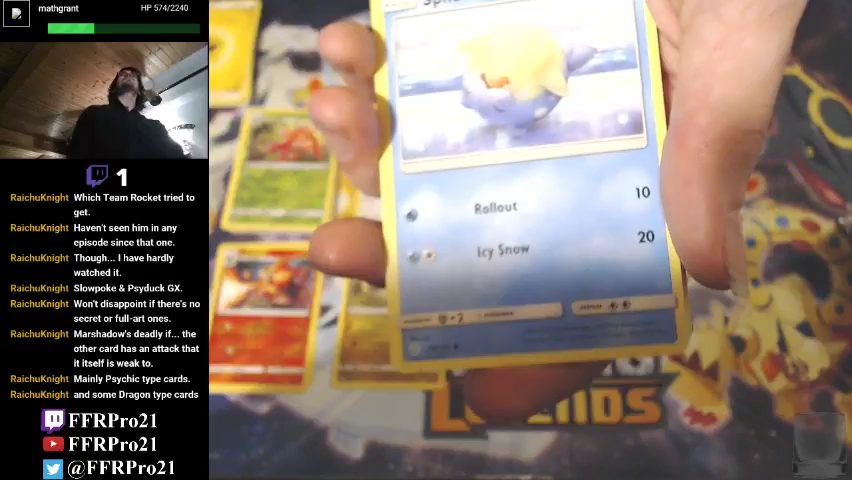 mathgrant
HP 574/2240
1
RaichuKnight Which Team Rocket tried to
get.
RaichuKnight Haven't seen him in any
episode since that one.
RaichuKnight Though... I have hardly
watched it.
RaichuKnight Slowpoke & Psyduck GX.
RaichuKnight Won't disappoint if there's no
secret or full-art ones.
RaichuKnight Marshadow's deadly if... the
other card has an attack that
it itself is weak to.
RaichuKnight Mainly Psychic type cards.
RaichuKnight and some Dragon type cards
FFRPro21
FFRPro21
@FFRPro21
Rollout 10
Icy Snow 20